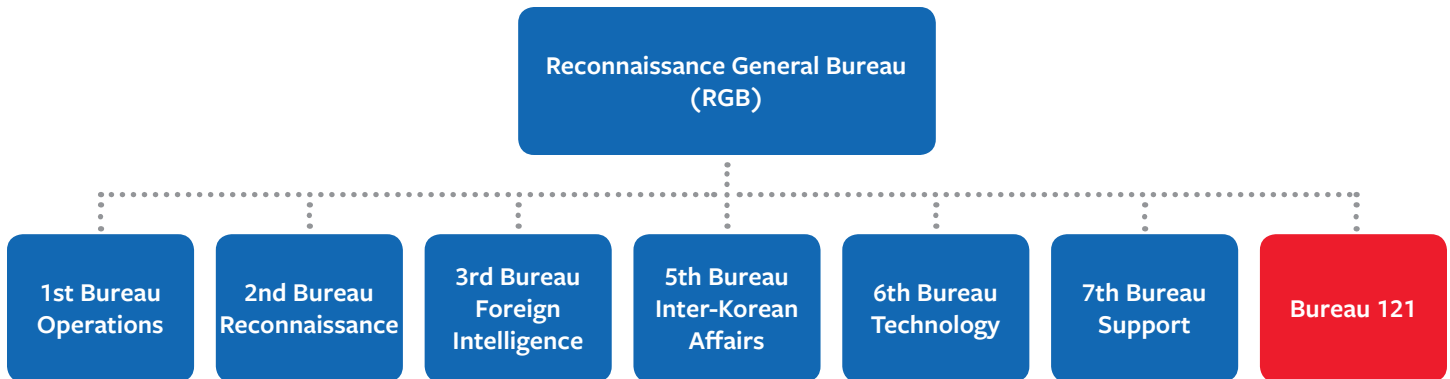 Reconnaissance General Bureau
(RGB)
1st Bureau
Operations
2nd Bureau
Reconnaissance
3rd Bureau
Foreign
Intelligence
5th Bureau
Inter-Korean
Affairs
6th Bureau
Technology
7th Bureau
Support
Bureau 121